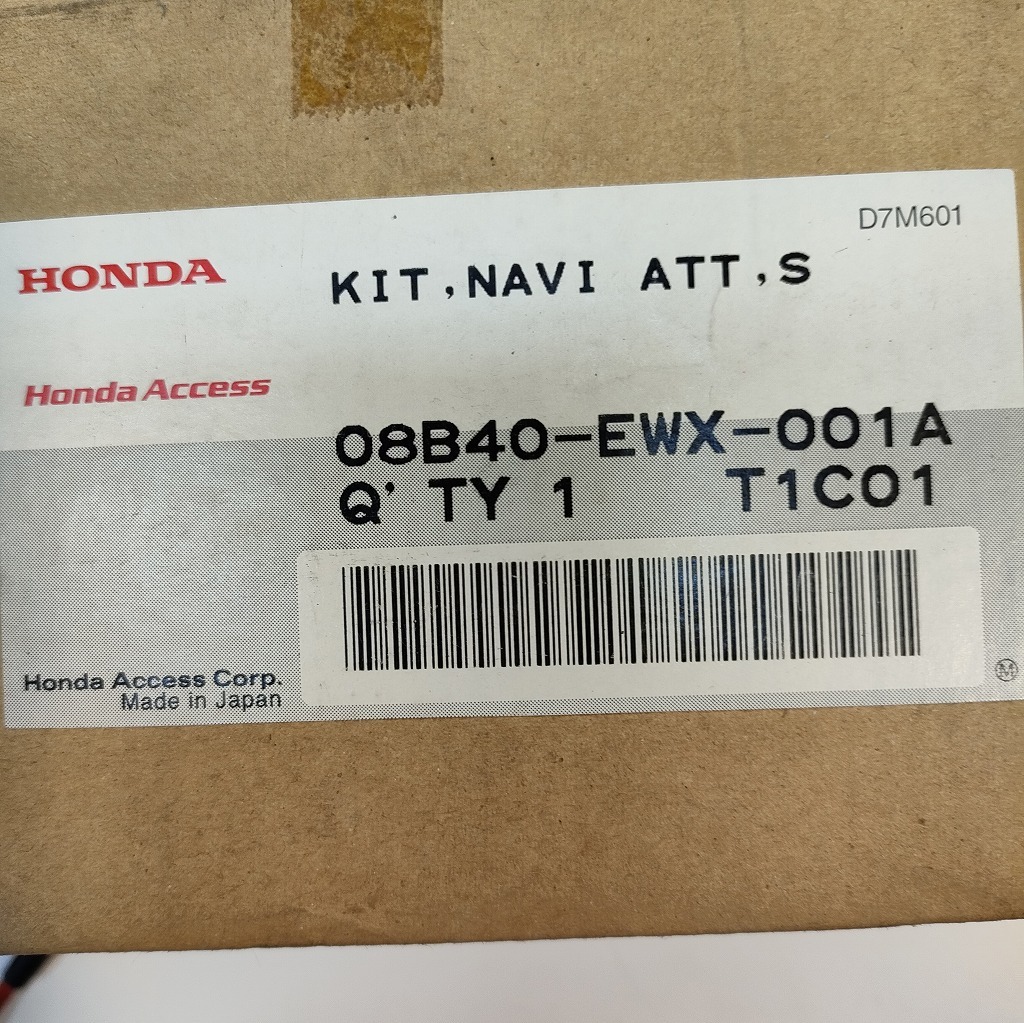 D7M601
HONDA
KIT,NAVI ATT,S
Honda Access
08B40-EWX-001A
Q'TY 1 T1C01
Honda Access Corp.
Made in Japan
M